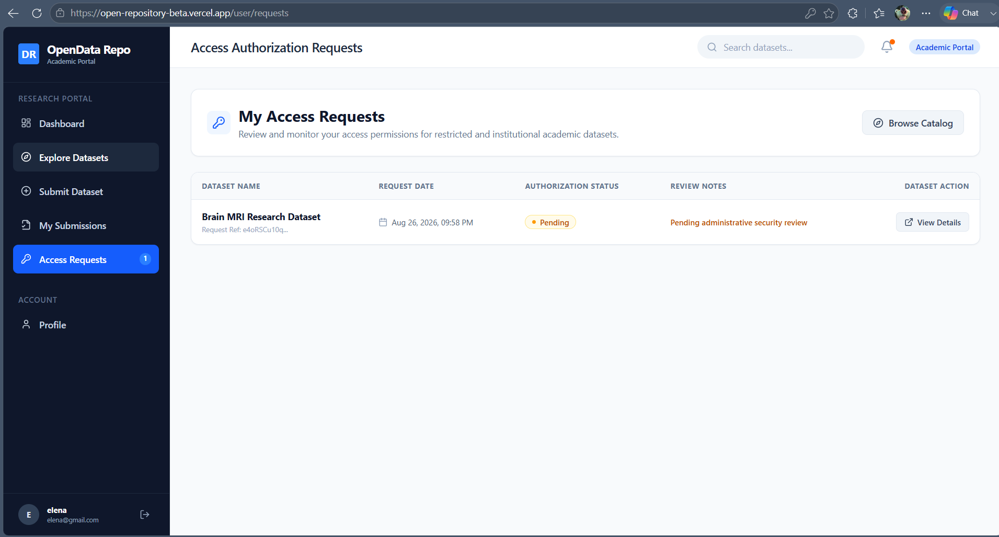 https://open-repository-beta.vercel.app/user/requests
Chat
DR
OpenData Repo
Academic Portal
RESEARCH PORTAL
Dashboard
Explore Datasets
Submit Dataset
My Submissions
Access Requests 1
ACCOUNT
Profile
E
elena
elena@gmail.com
Access Authorization Requests
Search datasets...
Academic Portal
My Access Requests
Review and monitor your access permissions for restricted and institutional academic datasets.
Browse Catalog
DATASET NAME REQUEST DATE AUTHORIZATION STATUS REVIEW NOTES DATASET ACTION
Brain MRI Research Dataset
Request Ref: e4oRSCu10q...
Aug 26, 2026, 09:58 PM
Pending
Pending administrative security review
View Details